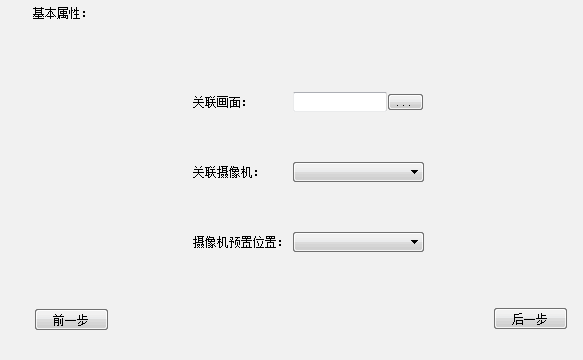 基本属性：
关联画面：
...
关联摄像机：
摄像机预置位置：
前一步
后一步